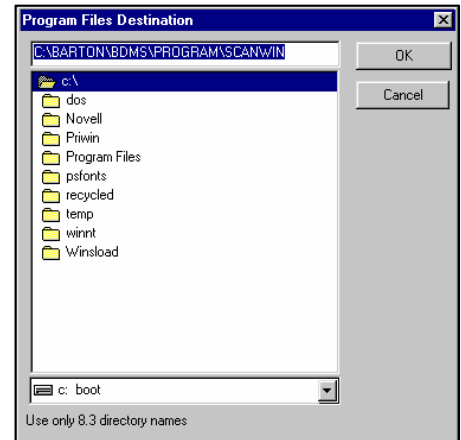 Program Files Destination
C:\BARTON\BDMS\PROGRAM\SCANWIN
OK
Cancel
c:\
dos
Novell
Priwin
Program Files
psfonts
recycled
temp
winnt
Winsload
c: boot
Use only 8.3 directory names